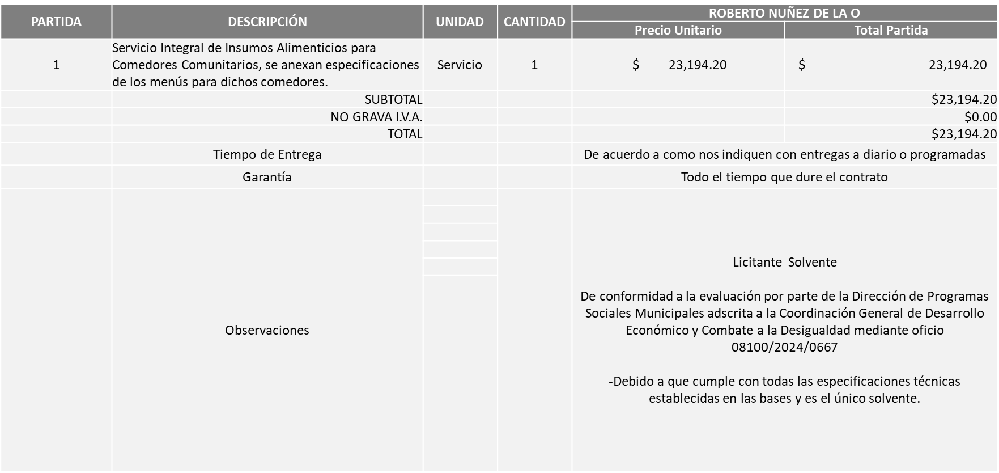 PARTIDA DESCRIPCIÓN UNIDAD CANTIDAD ROBERTO NUÑEZ DE LA O
Precio Unitario Total Partida
1
Servicio Integral de Insumos Alimenticios para
Comedores Comunitarios, se anexan especificaciones
de los menús para dichos comedores.
Servicio 1 $ 23,194.20 $ 23,194.20
SUBTOTAL $23,194.20
NO GRAVA I.V.A. $0.00
TOTAL $23,194.20
Tiempo de Entrega De acuerdo a como nos indiquen con entregas a diario o programadas
Garantía Todo el tiempo que dure el contrato
Observaciones
Licitante Solvente
De conformidad a la evaluación por parte de la Dirección de Programas
Sociales Municipales adscrita a la Coordinación General de Desarrollo
Económico y Combate a la Desigualdad mediante oficio
08100/2024/0667
-Debido a que cumple con todas las especificaciones técnicas
establecidas en las bases y es el único solvente.